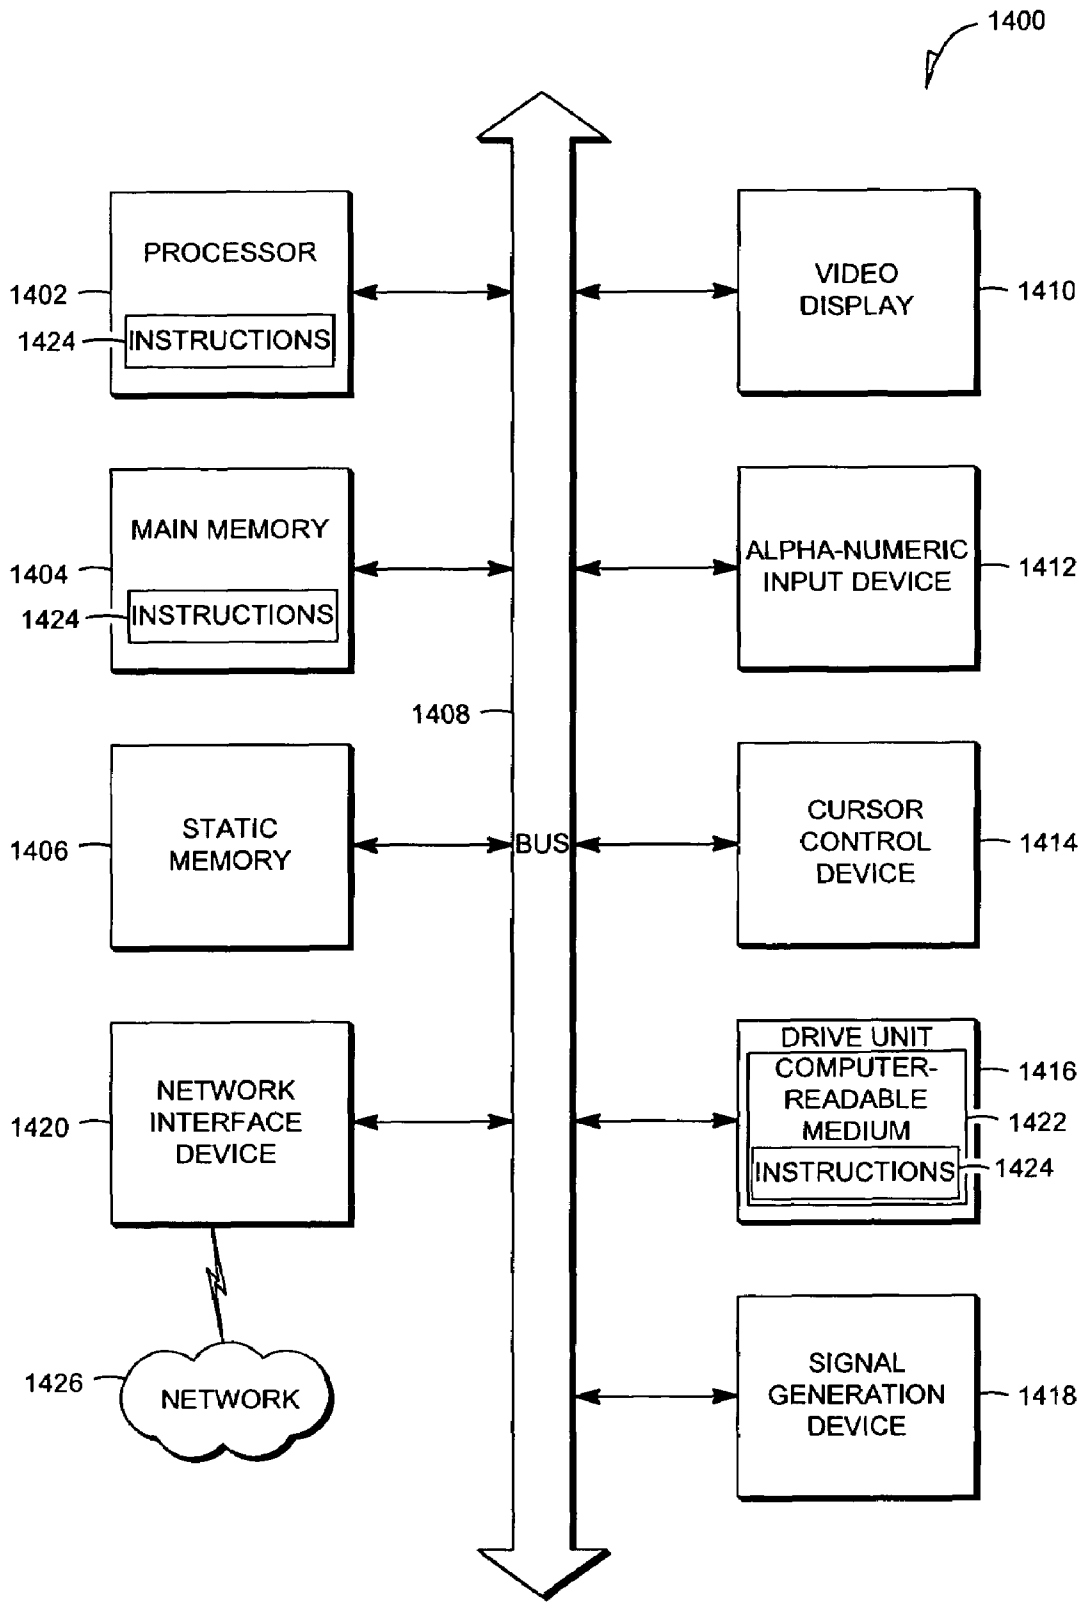 1400
PROCESSOR
1402
1424
INSTRUCTIONS
MAIN MEMORY
1404
1424
INSTRUCTIONS
1408
STATIC
MEMORY
1406
BUS
NETWORK
INTERFACE
DEVICE
1420
1426
NETWORK
VIDEO
DISPLAY
1410
ALPHA-NUMERIC
INPUT DEVICE
1412
CURSOR
CONTROL
DEVICE
1414
DRIVE UNIT
COMPUTER-
READABLE
MEDIUM
1416
1422
INSTRUCTIONS
1424
SIGNAL
GENERATION
DEVICE
1418